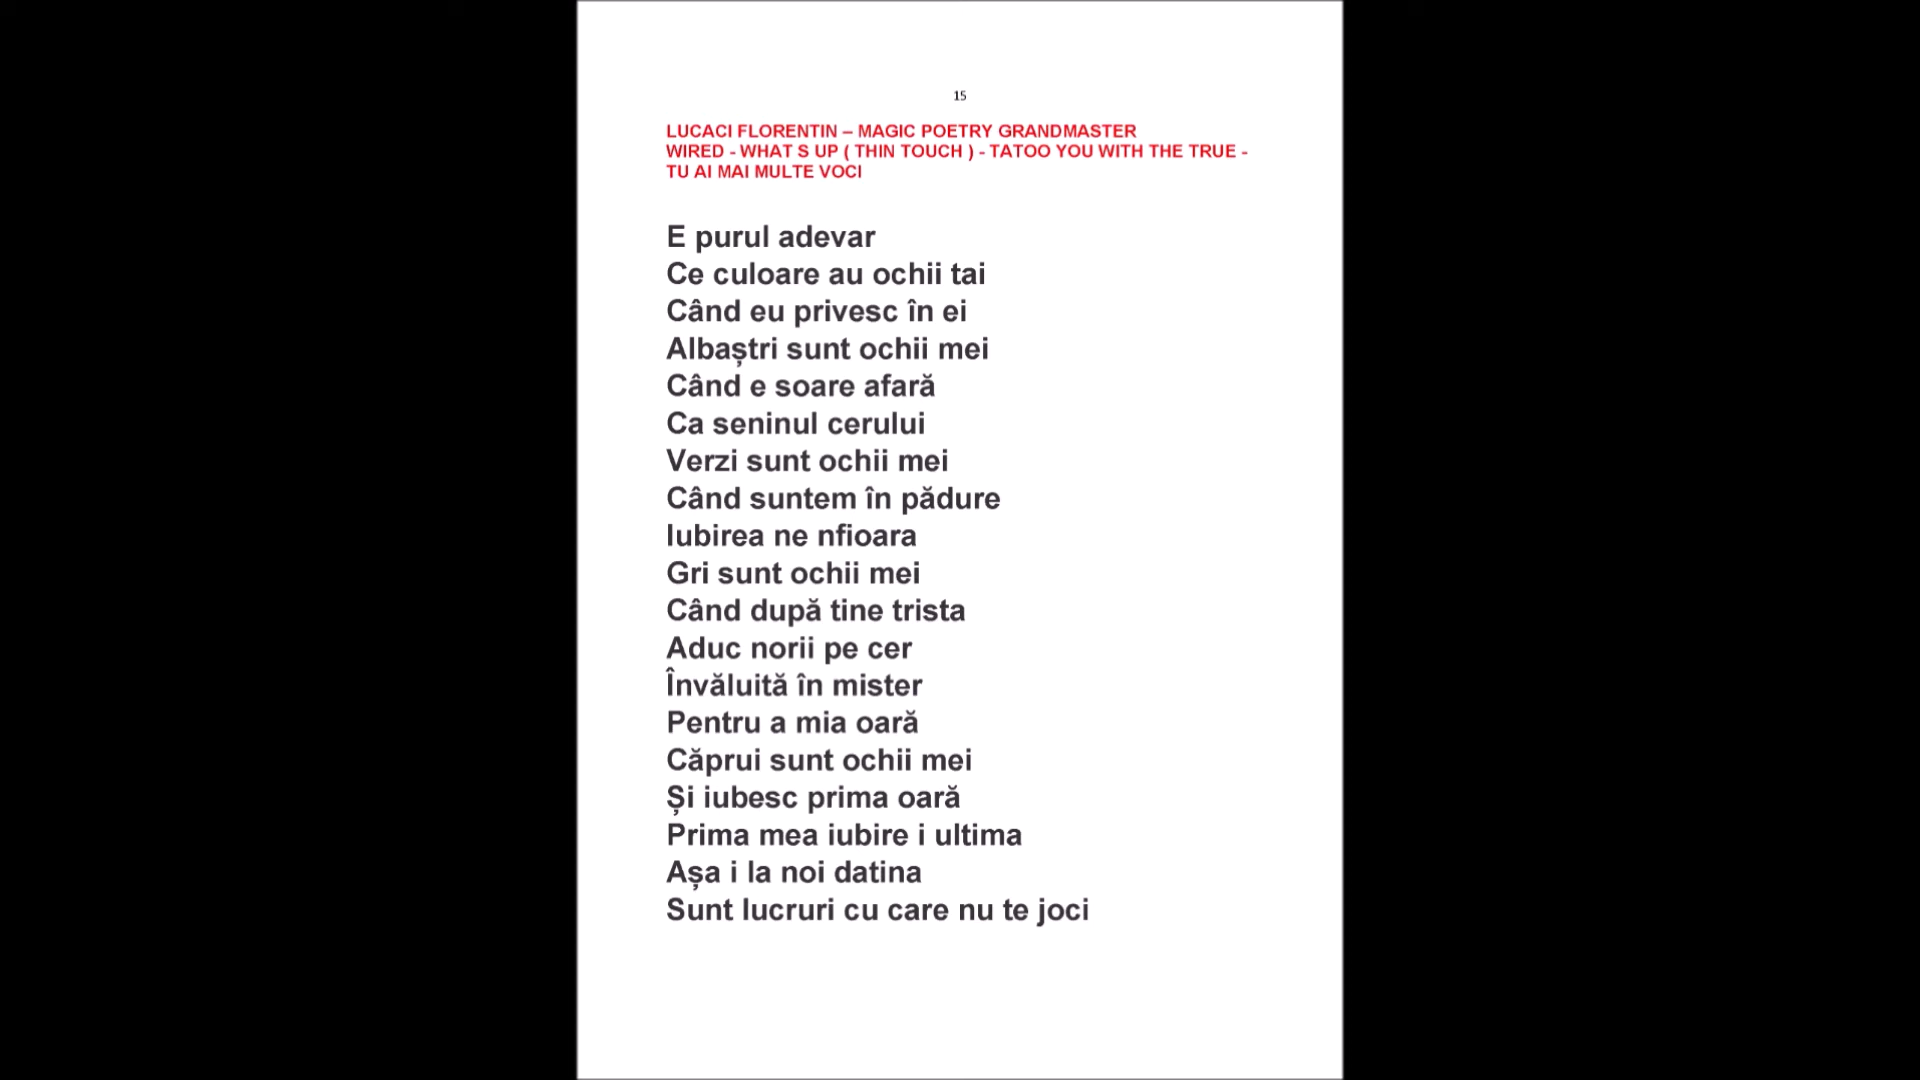 15
LUCACI FLORENTIN – MAGIC POETRY GRANDMASTER
WIRED - WHAT S UP ( THIN TOUCH ) - TATOO YOU WITH THE TRUE -
TU AI MAI MULTE VOCI
E purul adevar
Ce culoare au ochii tai
Când eu privesc în ei
Albaștri sunt ochii mei
Când e soare afară
Ca seninul cerului
Verzi sunt ochii mei
Când suntem în pădure
Iubirea ne nfioara
Gri sunt ochii mei
Când după tine trista
Aduc norii pe cer
Învăluită în mister
Pentru a mia oară
Căprui sunt ochii mei
Și iubesc prima oară
Prima mea iubire i ultima
Așa i la noi datina
Sunt lucruri cu care nu te joci